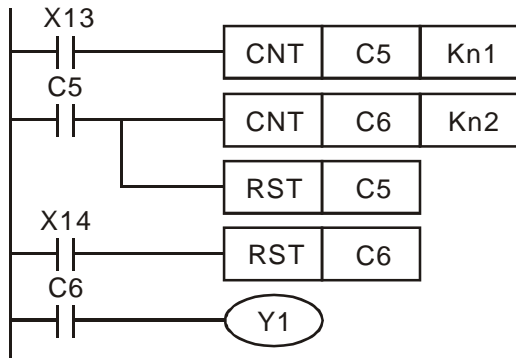 X13
CNT C5 Kn1
C5
CNT C6 Kn2
RST C5
X14
RST C6
C6
Y1